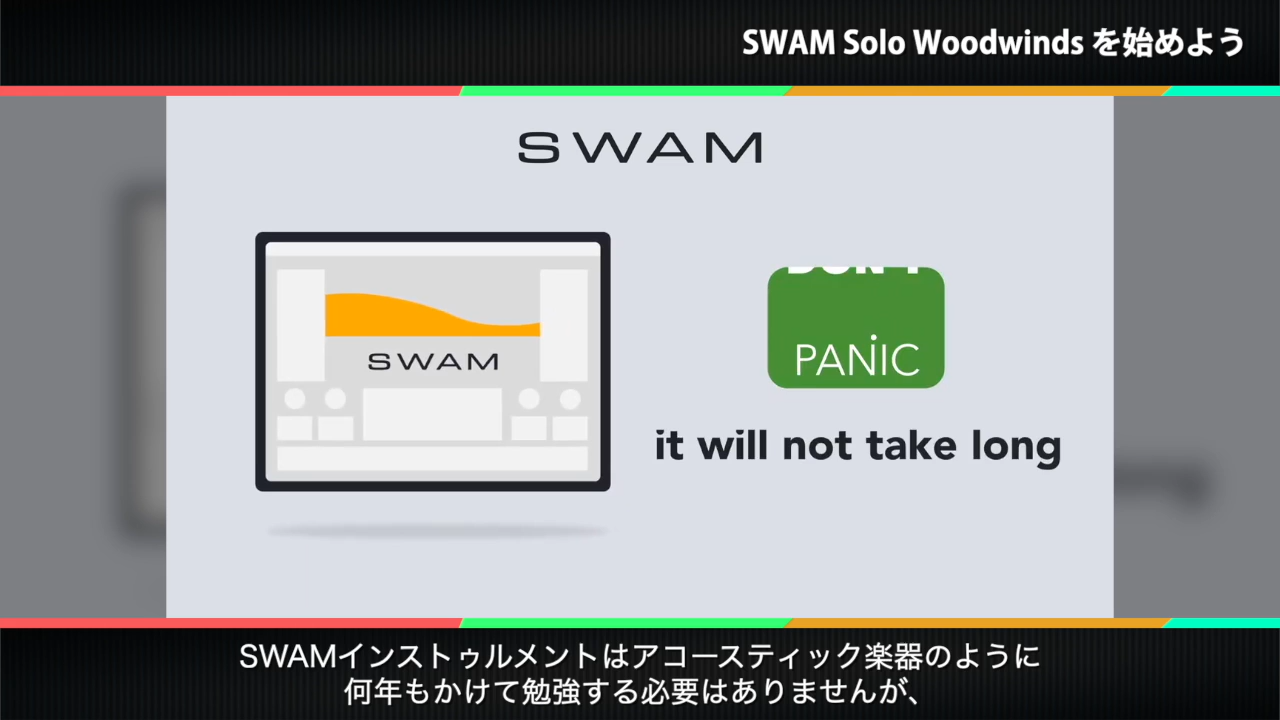 SWAM Solo Woodwinds を始めよう
SWAM
SWAM
DON'T
PANIC
it will not take long
SWAMインストゥルメントはアコースティック楽器のように
何年もかけて勉強する必要はありませんが、